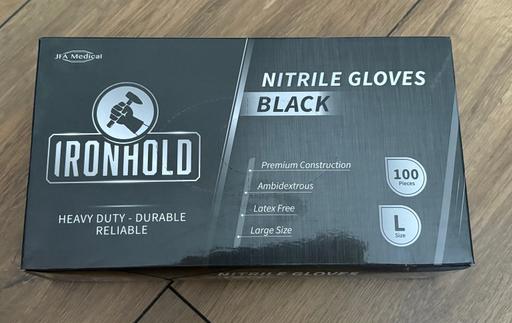 JFA Medical
IRONHOLD
HEAVY DUTY - DURABLE
RELIABLE
NITRILE GLOVES
BLACK
Premium Construction
Ambidextrous
Latex Free
Large Size
100
Pieces
L
Size
NITRILE GLOVES